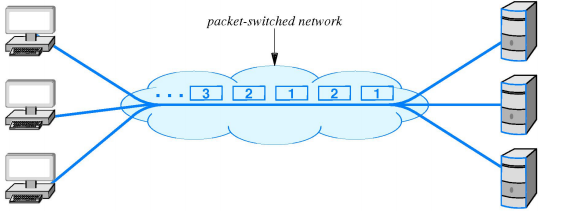 packet-switched network
... 3 2 1 2 1